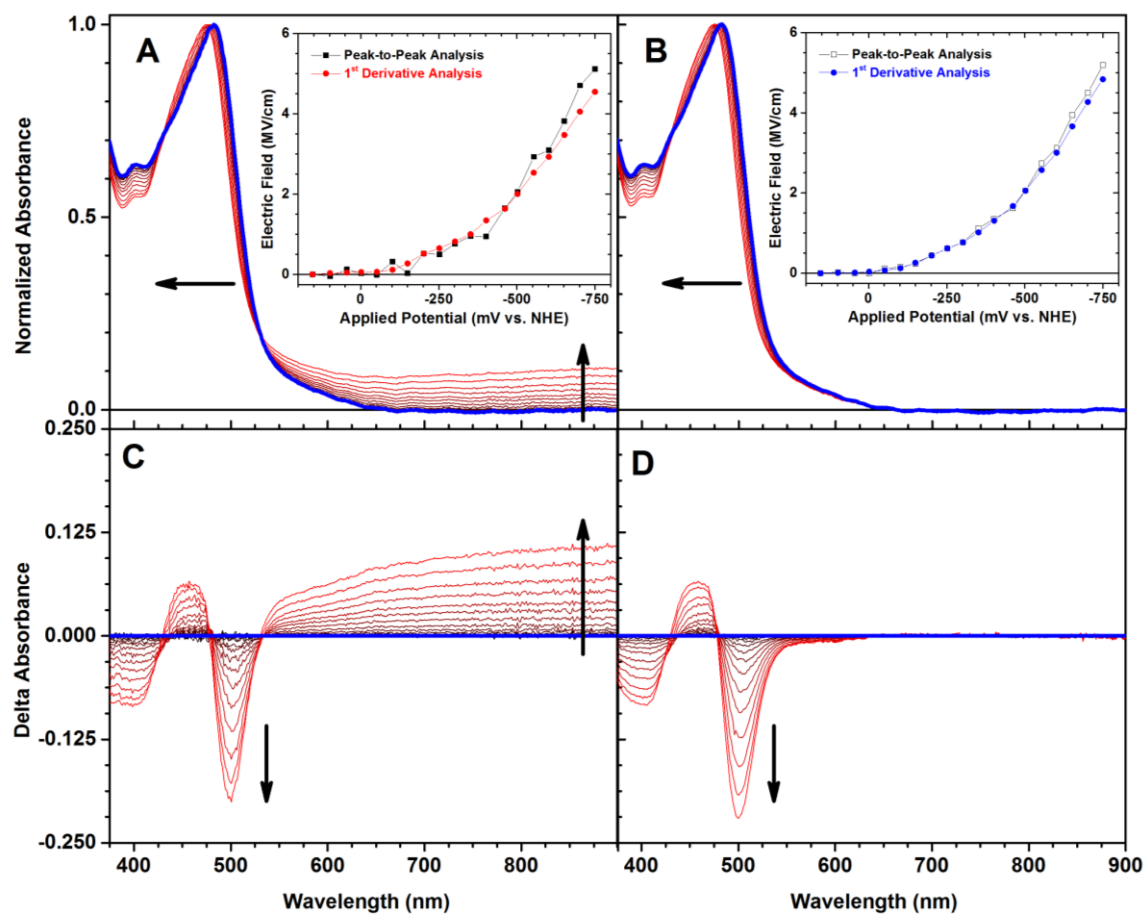 A
B
Peak-to-Peak Analysis
1st Derivative Analysis
Electric Field (MV/cm)
6
4
2
0
0
-250
-500
-750
Applied Potential (mV vs. NHE)
Peak-to-Peak Analysis
1st Derivative Analysis
Electric Field (MV/cm)
6
4
2
0
0
-250
-500
-750
Applied Potential (mV vs. NHE)
Normalized Absorbance
1.0
0.5
0.0
C
D
Delta Absorbance
0.250
0.125
0.000
-0.125
-0.250
400
500
600
700
800
400
500
600
700
800
900
Wavelength (nm)
Wavelength (nm)